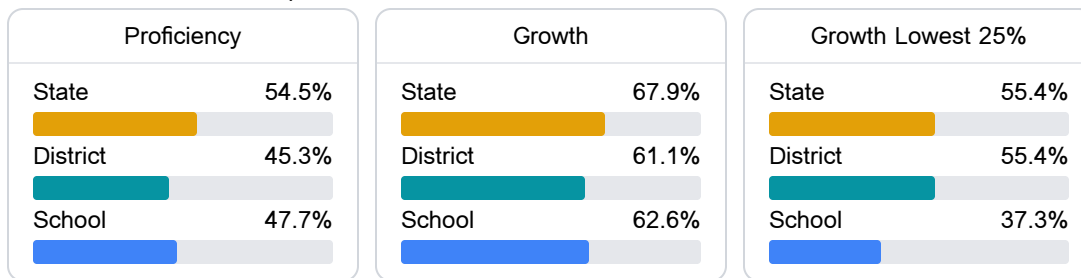 Proficiency
State 54.5%
District 45.3%
School 47.7%
Growth
State 67.9%
District 61.1%
School 62.6%
Growth Lowest 25%
State 55.4%
District 55.4%
School 37.3%